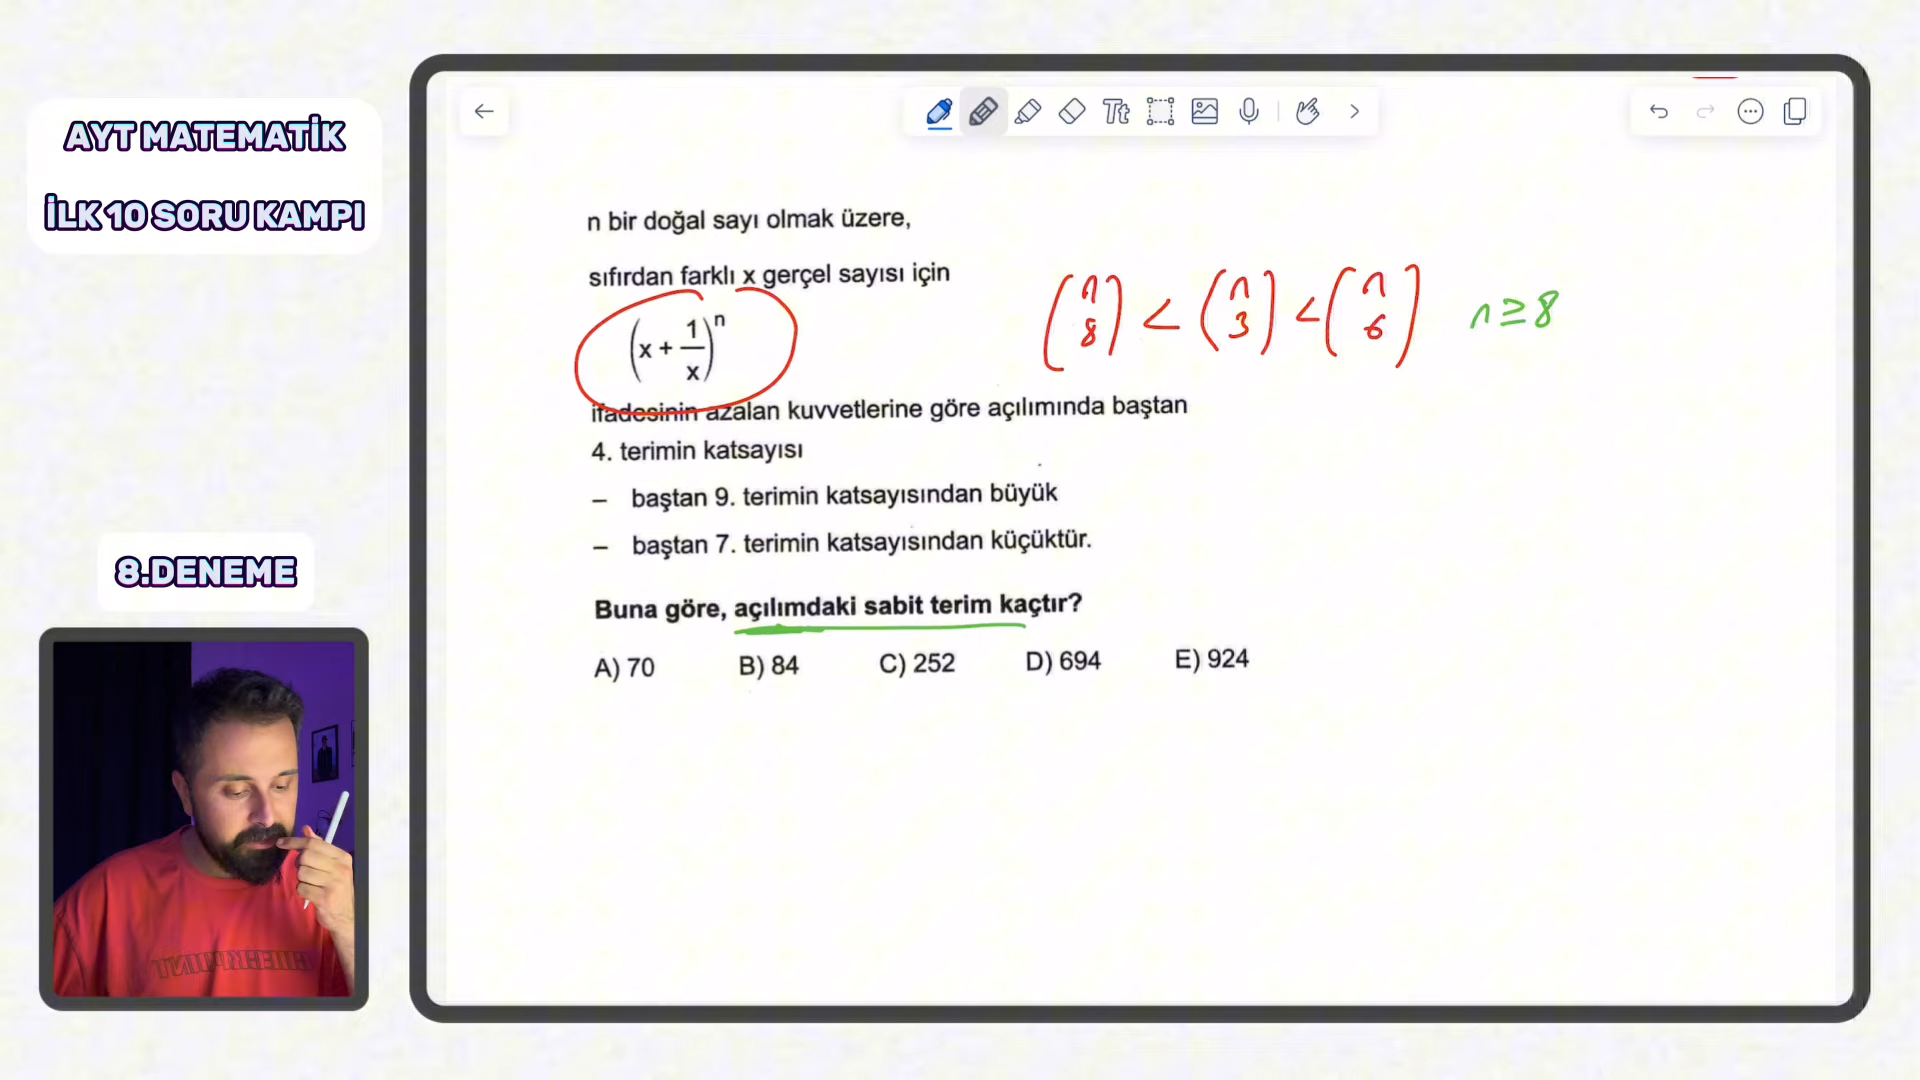 AYT MATEMATİK
İLK 10 SORU KAMPI
8.DENEME
Tt
n bir doğal sayı olmak üzere,
sıfırdan farklı x gerçel sayısı için
(x + 1/x)^n
ifadesinin azalan kuvvetlerine göre açılımında baştan
4. terimin katsayısı
– baştan 9. terimin katsayısından büyük
– baştan 7. terimin katsayısından küçüktür.
Buna göre, açılımdaki sabit terim kaçtır?
A) 70 B) 84 C) 252 D) 694 E) 924
(n 8) < (n 3) < (n 6) n ≥ 8